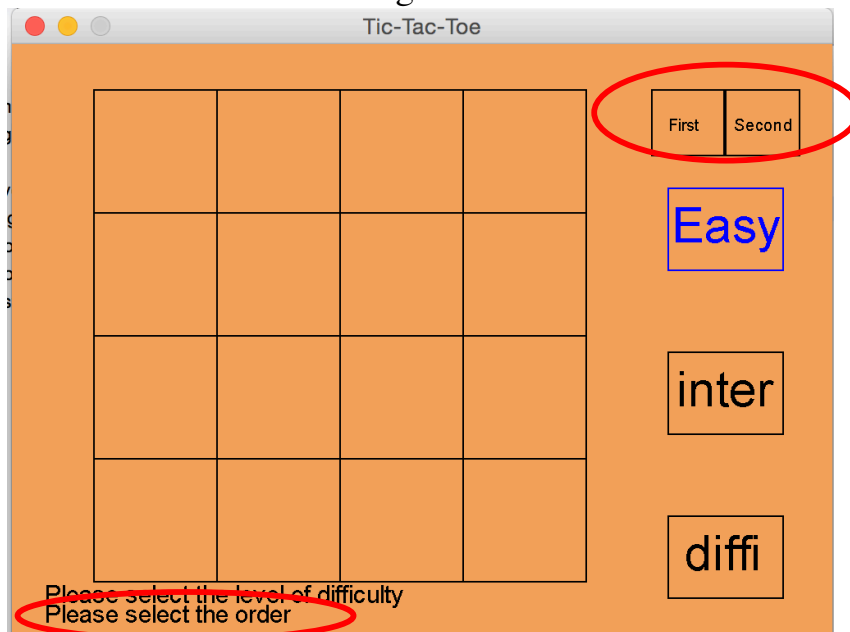 Tic-Tac-Toe
First Second
Easy
inter
diffi
Please select the level of difficulty
Please select the order